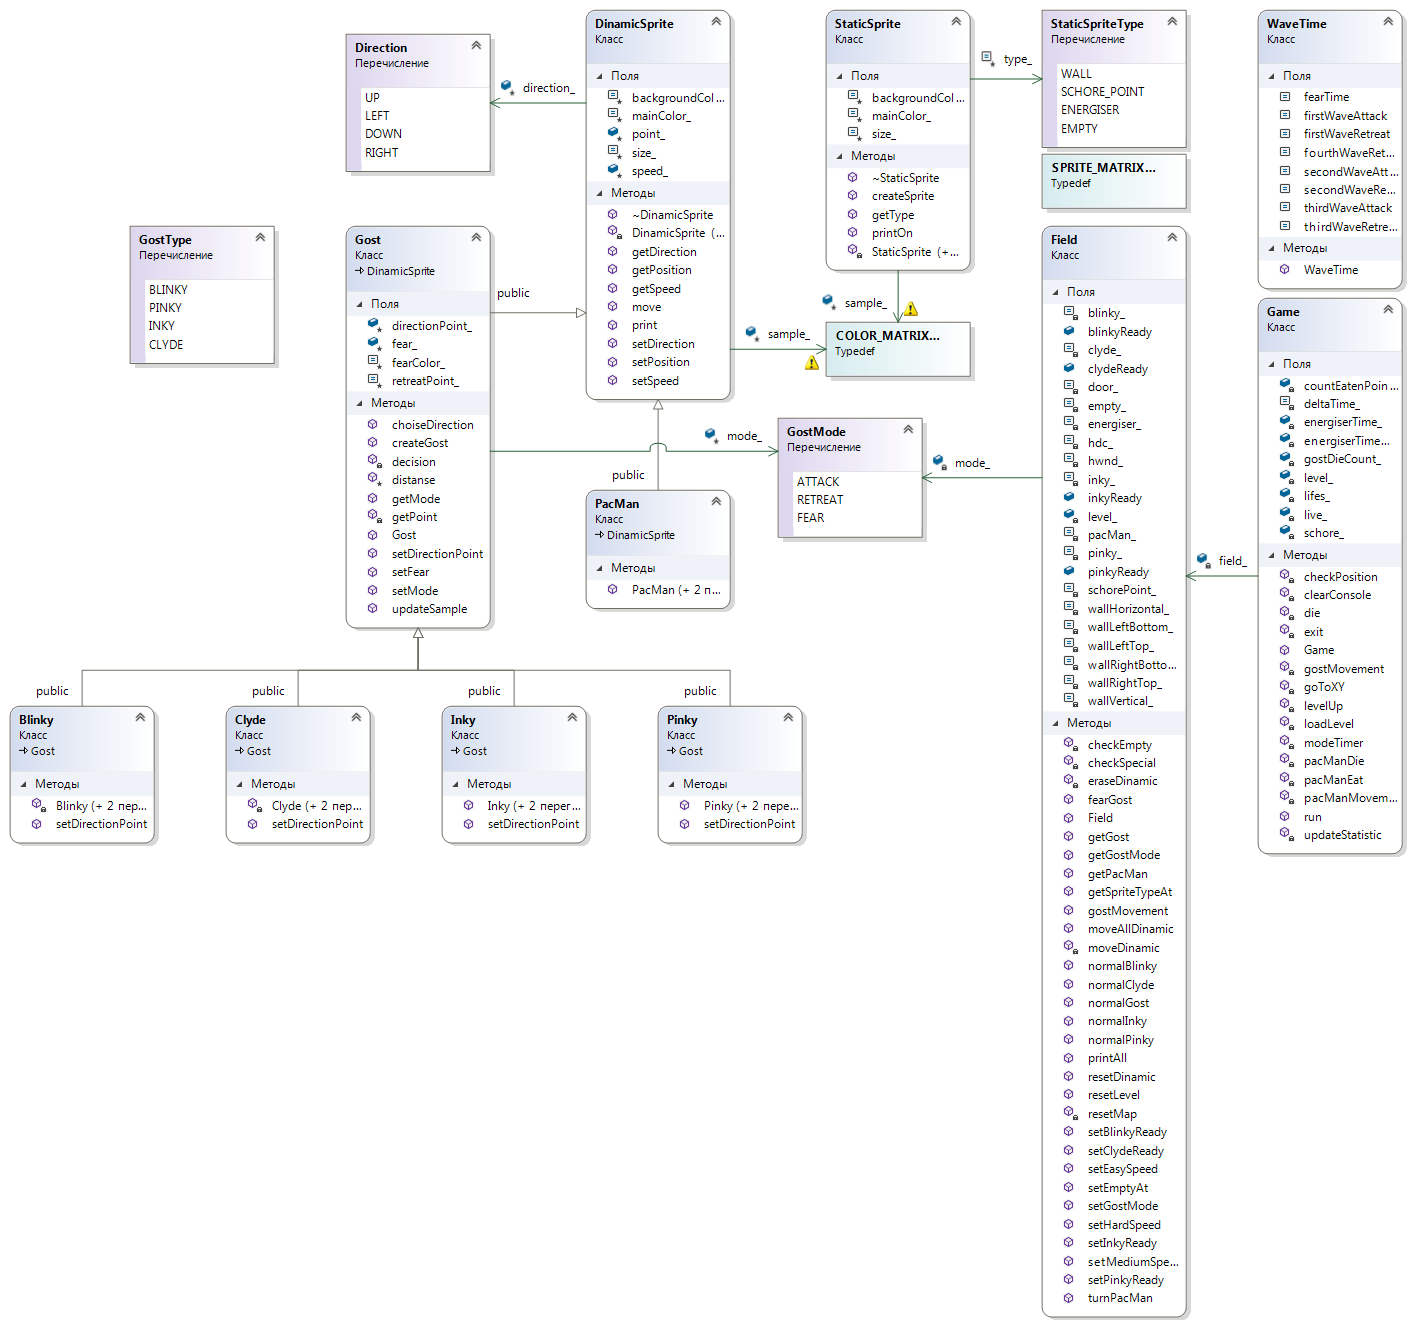 Direction
Перечисление
UP
LEFT
DOWN
RIGHT
direction_
DinamicSprite
Класс
Поля
backgroundCol...
mainColor_
point_
size_
speed_
Методы
~DinamicSprite
DinamicSprite (...
getDirection
getPosition
getSpeed
move
print
setDirection
setPosition
setSpeed
StaticSprite
Класс
Поля
backgroundCol...
mainColor_
size_
Методы
~StaticSprite
createSprite
getType
printOn
StaticSprite (+...
type_
StaticSpriteType
Перечисление
WALL
SCHORE_POINT
ENERGISER
EMPTY
SPRITE_MATRIX...
Typedef
WaveTime
Класс
Поля
fearTime
firstWaveAttack
firstWaveRetreat
fourthWaveRet...
secondWaveAtt...
secondWaveRe...
thirdWaveAttack
thirdWaveRetre...
Методы
WaveTime
GostType
Перечисление
BLINKY
PINKY
INKY
CLYDE
Gost
Класс
DinamicSprite
Поля
directionPoint_
fear_
fearColor_
retreatPoint_
Методы
choiseDirection
createGost
decision
distanse
getMode
getPoint
Gost
setDirectionPoint
setFear
setMode
updateSample
public
sample_
sample_
COLOR_MATRIX...
Typedef
mode_
GostMode
Перечисление
ATTACK
RETREAT
FEAR
mode_
public
PacMan
Класс
DinamicSprite
Методы
PacMan (+ 2 п...
Field
Класс
Поля
blinky_
blinkyReady
clyde_
clydeReady
door_
empty_
energiser_
hdc_
hwnd_
inky_
inkyReady
level_
pacMan_
pinky_
pinkyReady
schorePoint_
wallHorizontal_
wallLeftBottom_
wallLeftTop_
wallRightBotto...
wallRightTop_
wallVertical_
Методы
checkEmpty
checkSpecial
eraseDinamic
fearGost
Field
getGost
getGostMode
getPacMan
getSpriteTypeAt
gostMovement
moveAllDinamic
moveDinamic
normalBlinky
normalClyde
normalGost
normalInky
normalPinky
printAll
resetDinamic
resetLevel
resetMap
setBlinkyReady
setClydeReady
setEasySpeed
setEmptyAt
setGostMode
setHardSpeed
setInkyReady
setMediumSpe...
setPinkyReady
turnPacMan
field_
Game
Класс
Поля
countEatenPoin...
deltaTime_
energiserTime_
energiserTime...
gostDieCount_
level_
lifes_
live_
schore_
Методы
checkPosition
clearConsole
die
exit
Game
gostMovement
goToXY
levelUp
loadLevel
modeTimer
pacManDie
pacManEat
pacManMovem...
run
updateStatistic
public
public
public
public
Blinky
Класс
Gost
Методы
Blinky (+ 2 пер...
setDirectionPoint
Clyde
Класс
Gost
Методы
Clyde (+ 2 пер...
setDirectionPoint
Inky
Класс
Gost
Методы
Inky (+ 2 перег...
setDirectionPoint
Pinky
Класс
Gost
Методы
Pinky (+ 2 пере...
setDirectionPoint